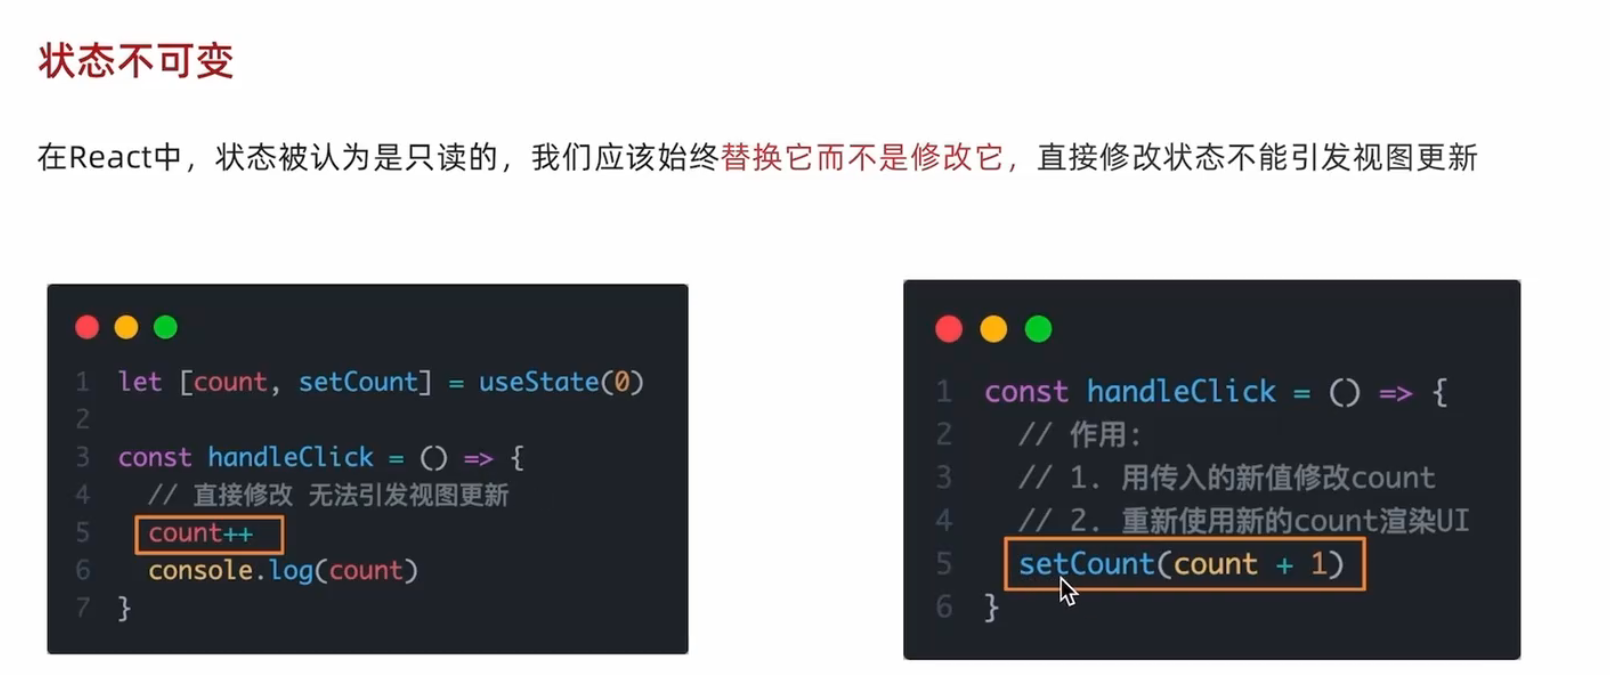 状态不可变
在React中，状态被认为是只读的，我们应该始终替换它而不是修改它，直接修改状态不能引发视图更新
1 let [count, setCount] = useState(0)
2
3 const handleClick = () => {
4 // 直接修改 无法引发视图更新
5 count++
6 console.log(count)
7 }
1 const handleClick = () => {
2 // 作用：
3 // 1. 用传入的新值修改count
4 // 2. 重新使用新的count渲染UI
5 setCount(count + 1)
6 }